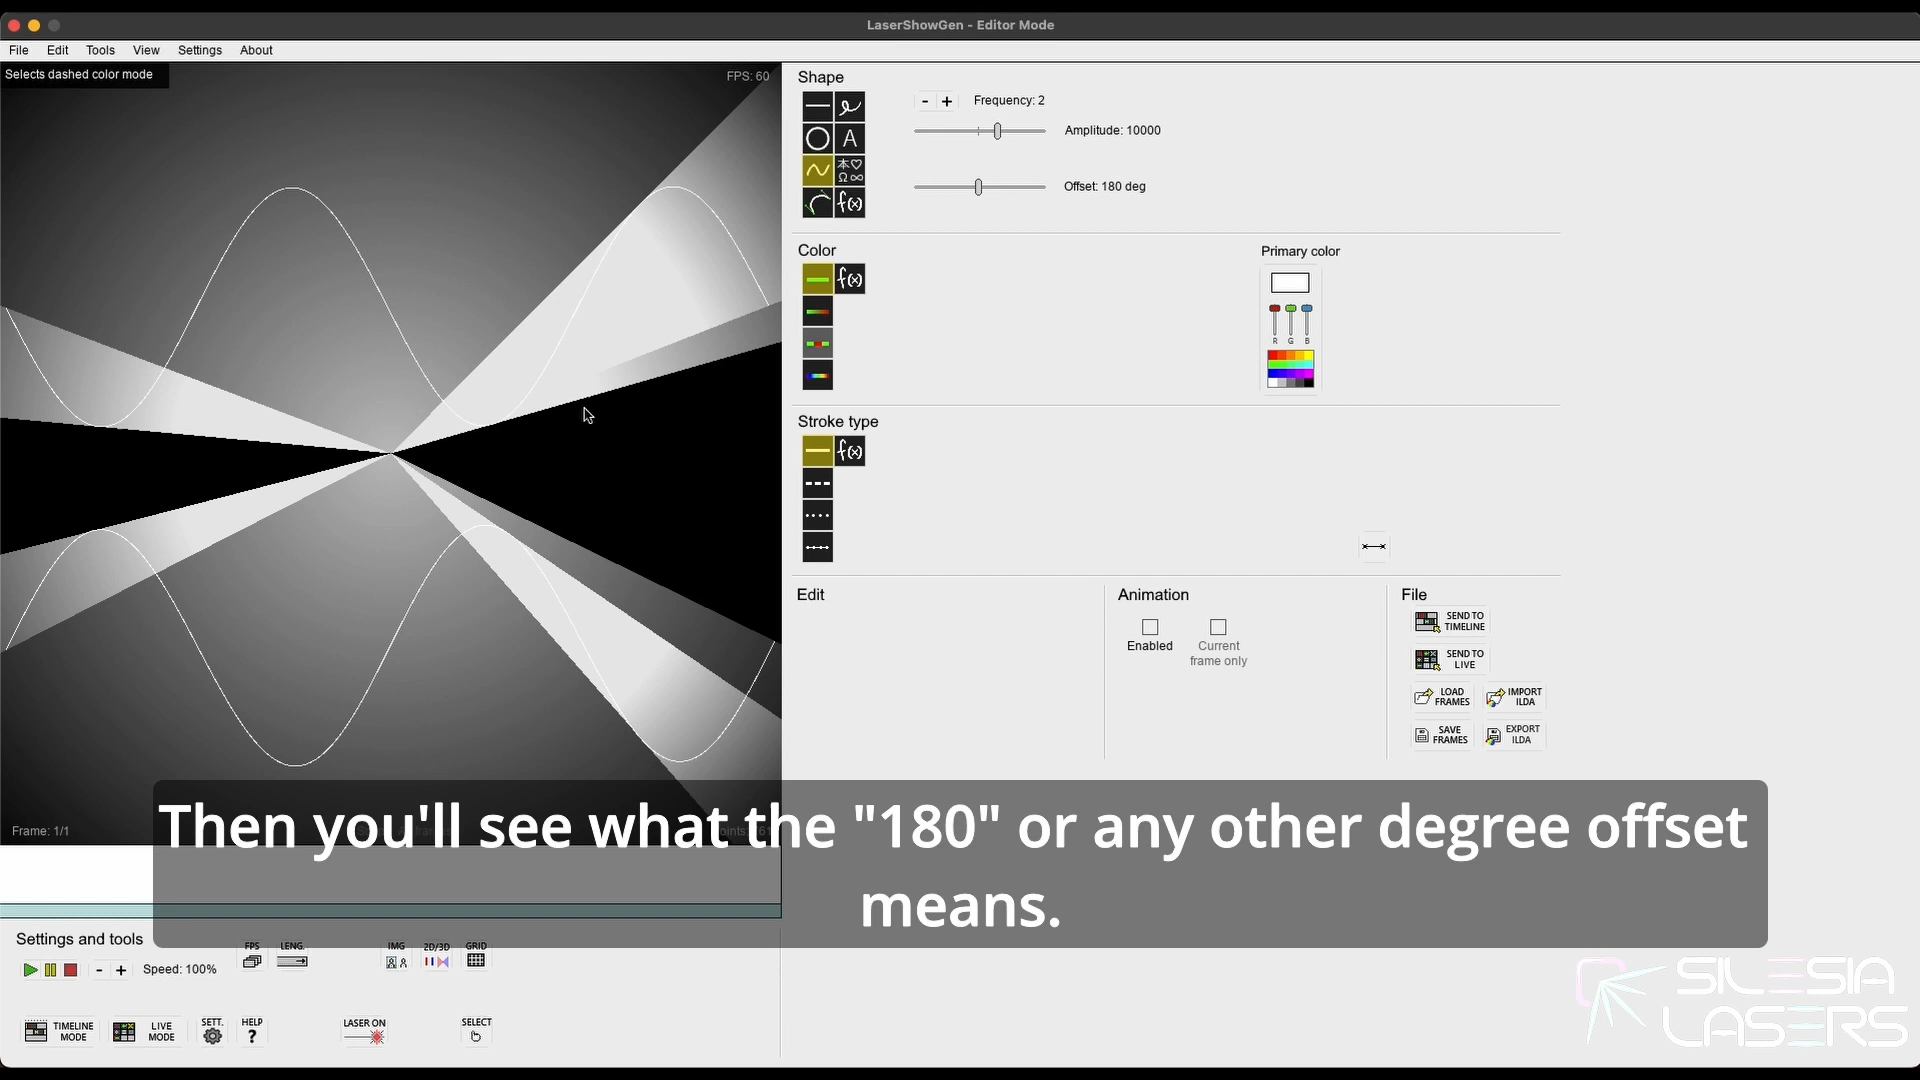 LaserShowGen - Editor Mode
File Edit Tools View Settings About
Selects dashed color mode
FPS: 60
Shape
A
本♡
Ω∞
f(x)
- + Frequency: 2
Amplitude: 10000
Offset: 180 deg
Color
f(x)
Primary color
R G B
Stroke type
f(x)
Edit
Animation
Enabled
Current
frame only
File
SEND TO
TIMELINE
SEND TO
LIVE
LOAD
FRAMES
IMPORT
ILDA
SAVE
FRAMES
EXPORT
ILDA
Frame: 1/1
Then you'll see what the "180" or any other degree offset
means.
Settings and tools
- + Speed: 100%
FPS
LENG.
IMG
2D/3D
GRID
TIMELINE
MODE
LIVE
MODE
SETT.
HELP
?
LASER ON
SELECT
SILESIA
LASERS